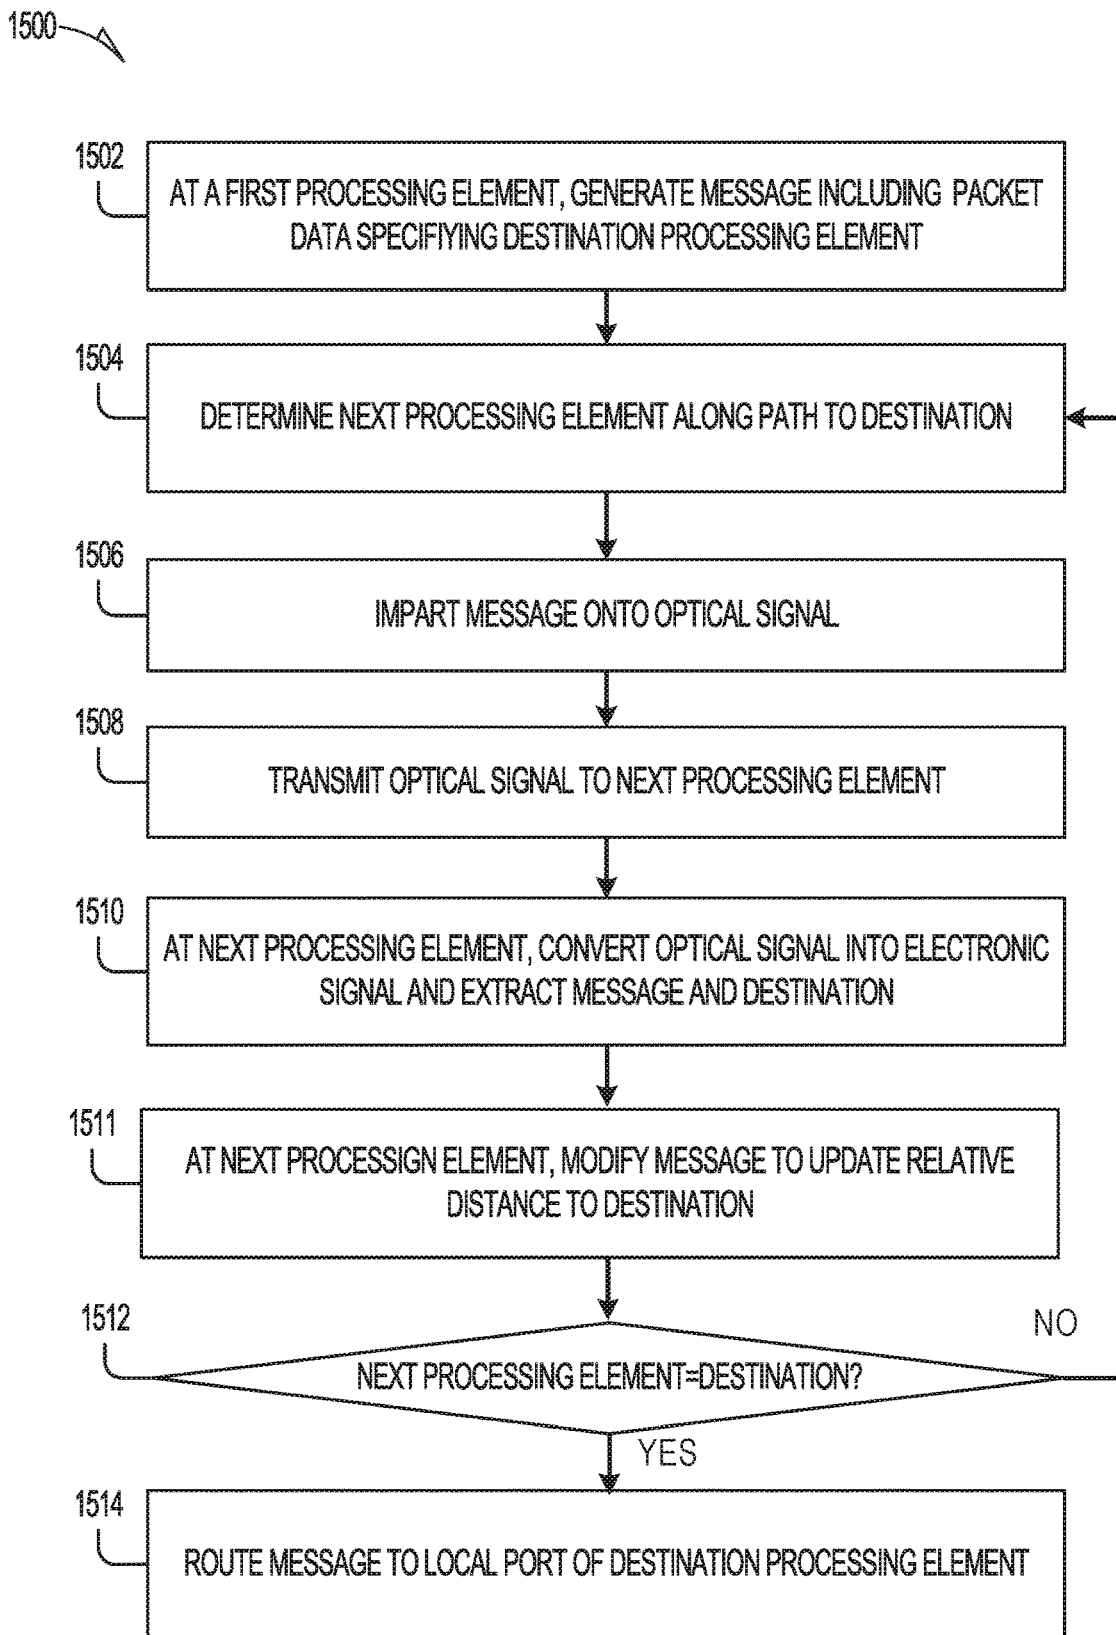 1500
1502
AT A FIRST PROCESSING ELEMENT, GENERATE MESSAGE INCLUDING PACKET
DATA SPECIFIYING DESTINATION PROCESSING ELEMENT
1504
DETERMINE NEXT PROCESSING ELEMENT ALONG PATH TO DESTINATION
1506
IMPART MESSAGE ONTO OPTICAL SIGNAL
1508
TRANSMIT OPTICAL SIGNAL TO NEXT PROCESSING ELEMENT
1510
AT NEXT PROCESSING ELEMENT, CONVERT OPTICAL SIGNAL INTO ELECTRONIC
SIGNAL AND EXTRACT MESSAGE AND DESTINATION
1511
AT NEXT PROCESSIGN ELEMENT, MODIFY MESSAGE TO UPDATE RELATIVE
DISTANCE TO DESTINATION
1512
NO
NEXT PROCESSING ELEMENT=DESTINATION?
YES
1514
ROUTE MESSAGE TO LOCAL PORT OF DESTINATION PROCESSING ELEMENT